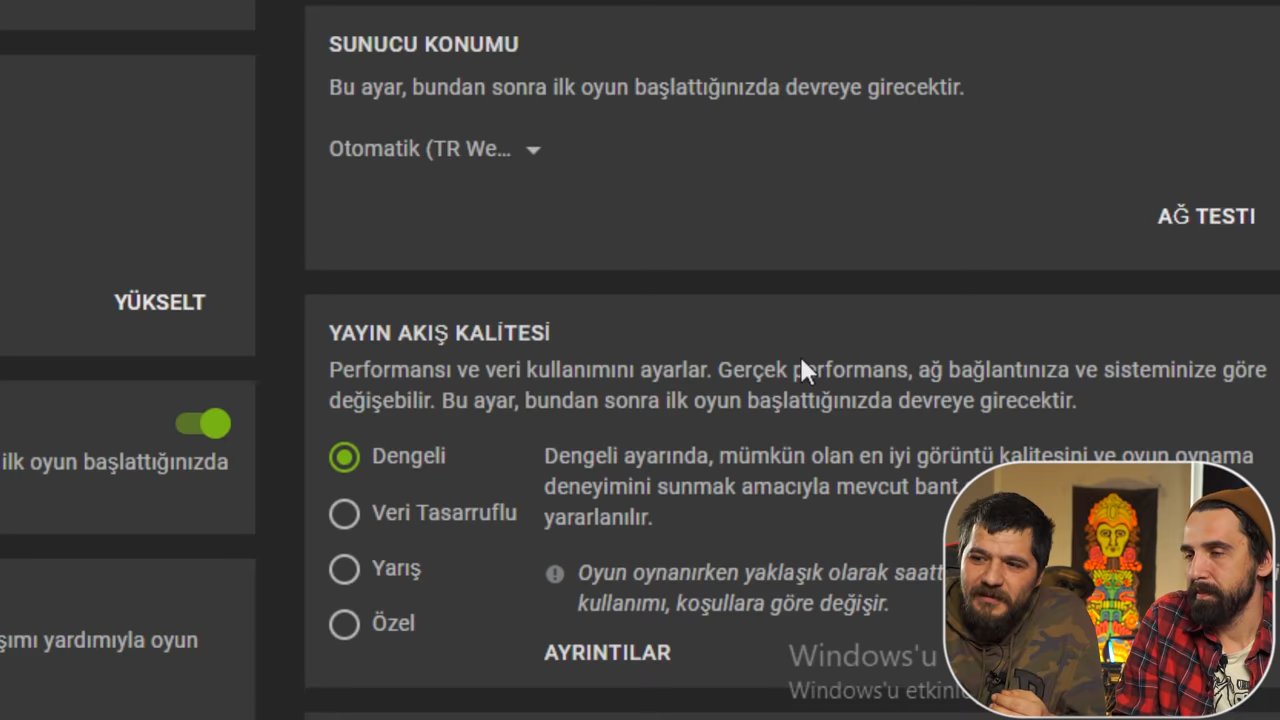 SUNUCU KONUMU
Bu ayar, bundan sonra ilk oyun başlattığınızda devreye girecektir.
Otomatik (TR We...
AĞ TESTI
YÜKSELT
YAYIN AKIŞ KALİTESİ
Performansı ve veri kullanımını ayarlar. Gerçek performans, ağ bağlantınıza ve sisteminize göre
değişebilir. Bu ayar, bundan sonra ilk oyun başlattığınızda devreye girecektir.
ilk oyun başlattığınızda
Dengeli
Veri Tasarruflu
Yarış
Özel
Dengeli ayarında, mümkün olan en iyi görüntü kalitesini ve oyun oynama
deneyimini sunmak amacıyla mevcut bant
yararlanılır.
Oyun oynanırken yaklaşık olarak saatt
kullanımı, koşullara göre değişir.
AYRINTILAR
şımı yardımıyla oyun
Windows'u
Windows'u etkinle